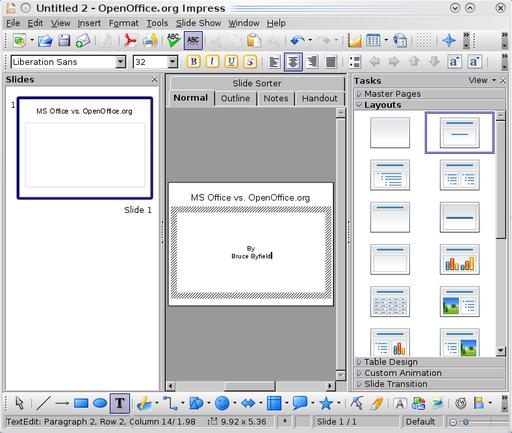 Untitled 2 - OpenOffice.org Impress
File Edit View Insert Format Tools Slide Show Window Help
ABC ABC
Liberation Sans 32 B I U S
Slides
1
MS Office vs. OpenOffice.org
Slide 1
Slide Sorter
Normal Outline Notes Handout
MS Office vs. OpenOffice.org
By
Bruce Byfield
Tasks View
Master Pages
Layouts
Table Design
Custom Animation
Slide Transition
T
TextEdit: Paragraph 2, Row 2, Column 14 / 1.98 9.92 x 5.36 * Slide 1 / 1 Default